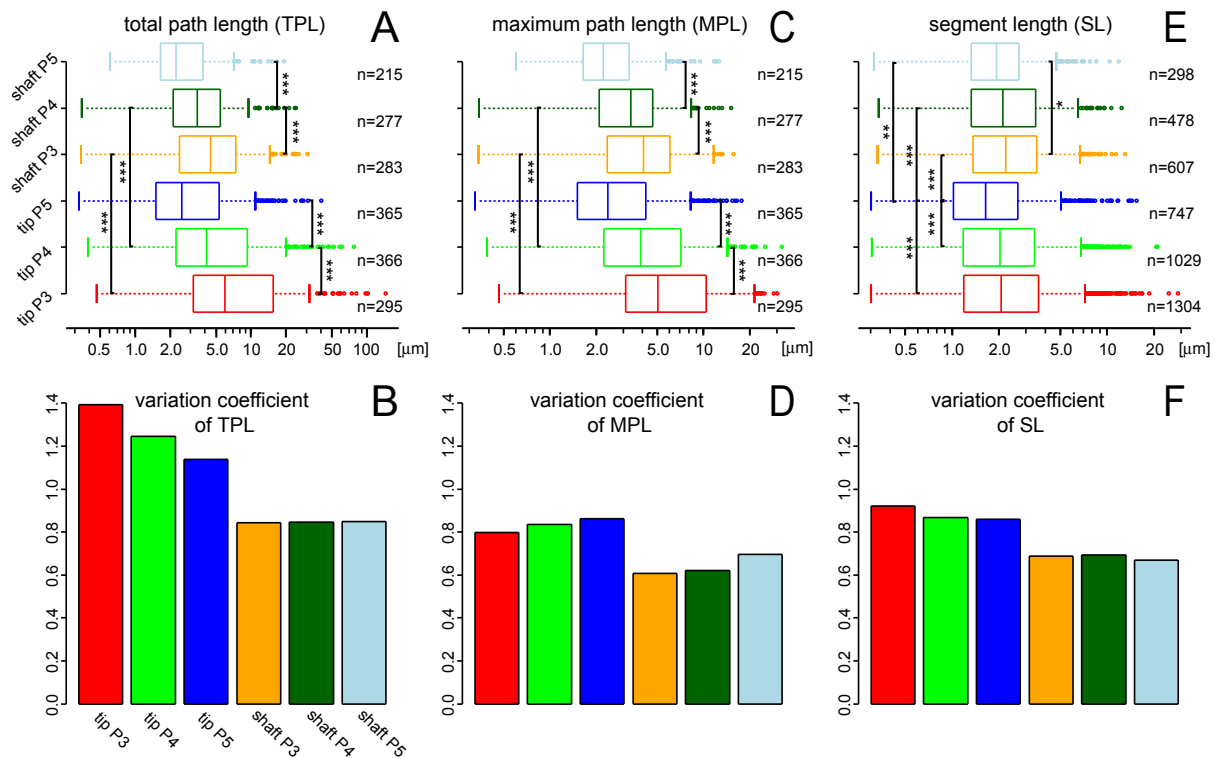 total path length (TPL)
A
shaft P5
shaft P4
shaft P3
tip P5
tip P4
tip P3
n=215
n=277
n=283
n=365
n=366
n=295
***
***
***
***
***
***
0.5 1.0 2.0 5.0 10 20 50 100 [µm]
maximum path length (MPL)
C
n=215
n=277
n=283
n=365
n=366
n=295
***
***
***
***
***
***
0.5 1.0 2.0 5.0 10 20 [µm]
segment length (SL)
E
n=298
n=478
n=607
n=747
n=1029
n=1304
*
**
***
***
***
***
0.5 1.0 2.0 5.0 10 20 [µm]
variation coefficient
of TPL
B
1.4
1.2
1.0
0.8
0.6
0.4
0.2
0.0
tip P3
tip P4
tip P5
shaft P3
shaft P4
shaft P5
variation coefficient
of MPL
D
1.4
1.2
1.0
0.8
0.6
0.4
0.2
0.0
variation coefficient
of SL
F
1.4
1.2
1.0
0.8
0.6
0.4
0.2
0.0